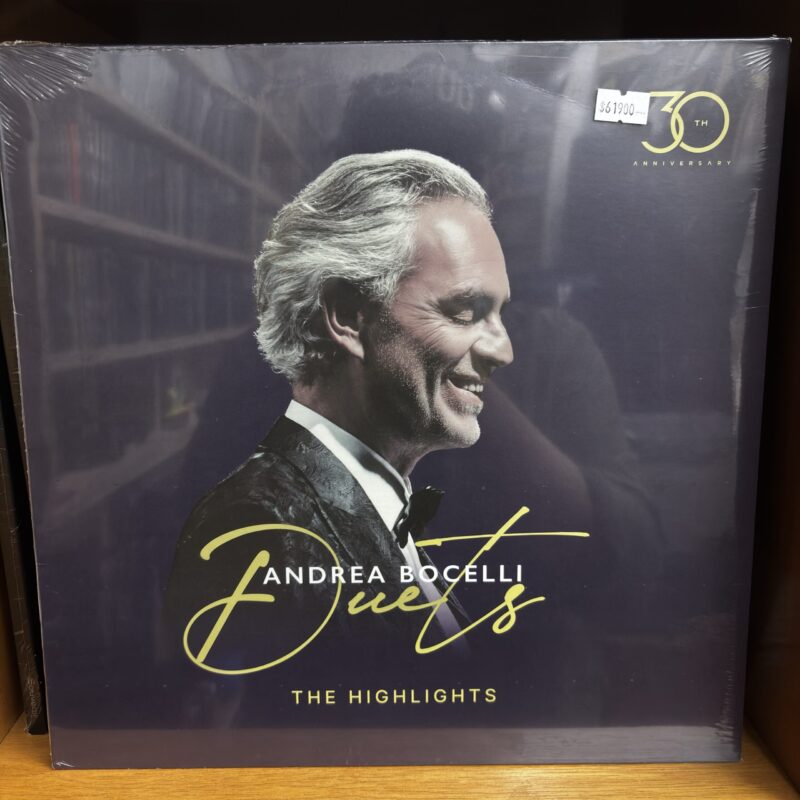 $61900
30TH
ANNIVERSARY
ANDREA BOCELLI
Duets
THE HIGHLIGHTS